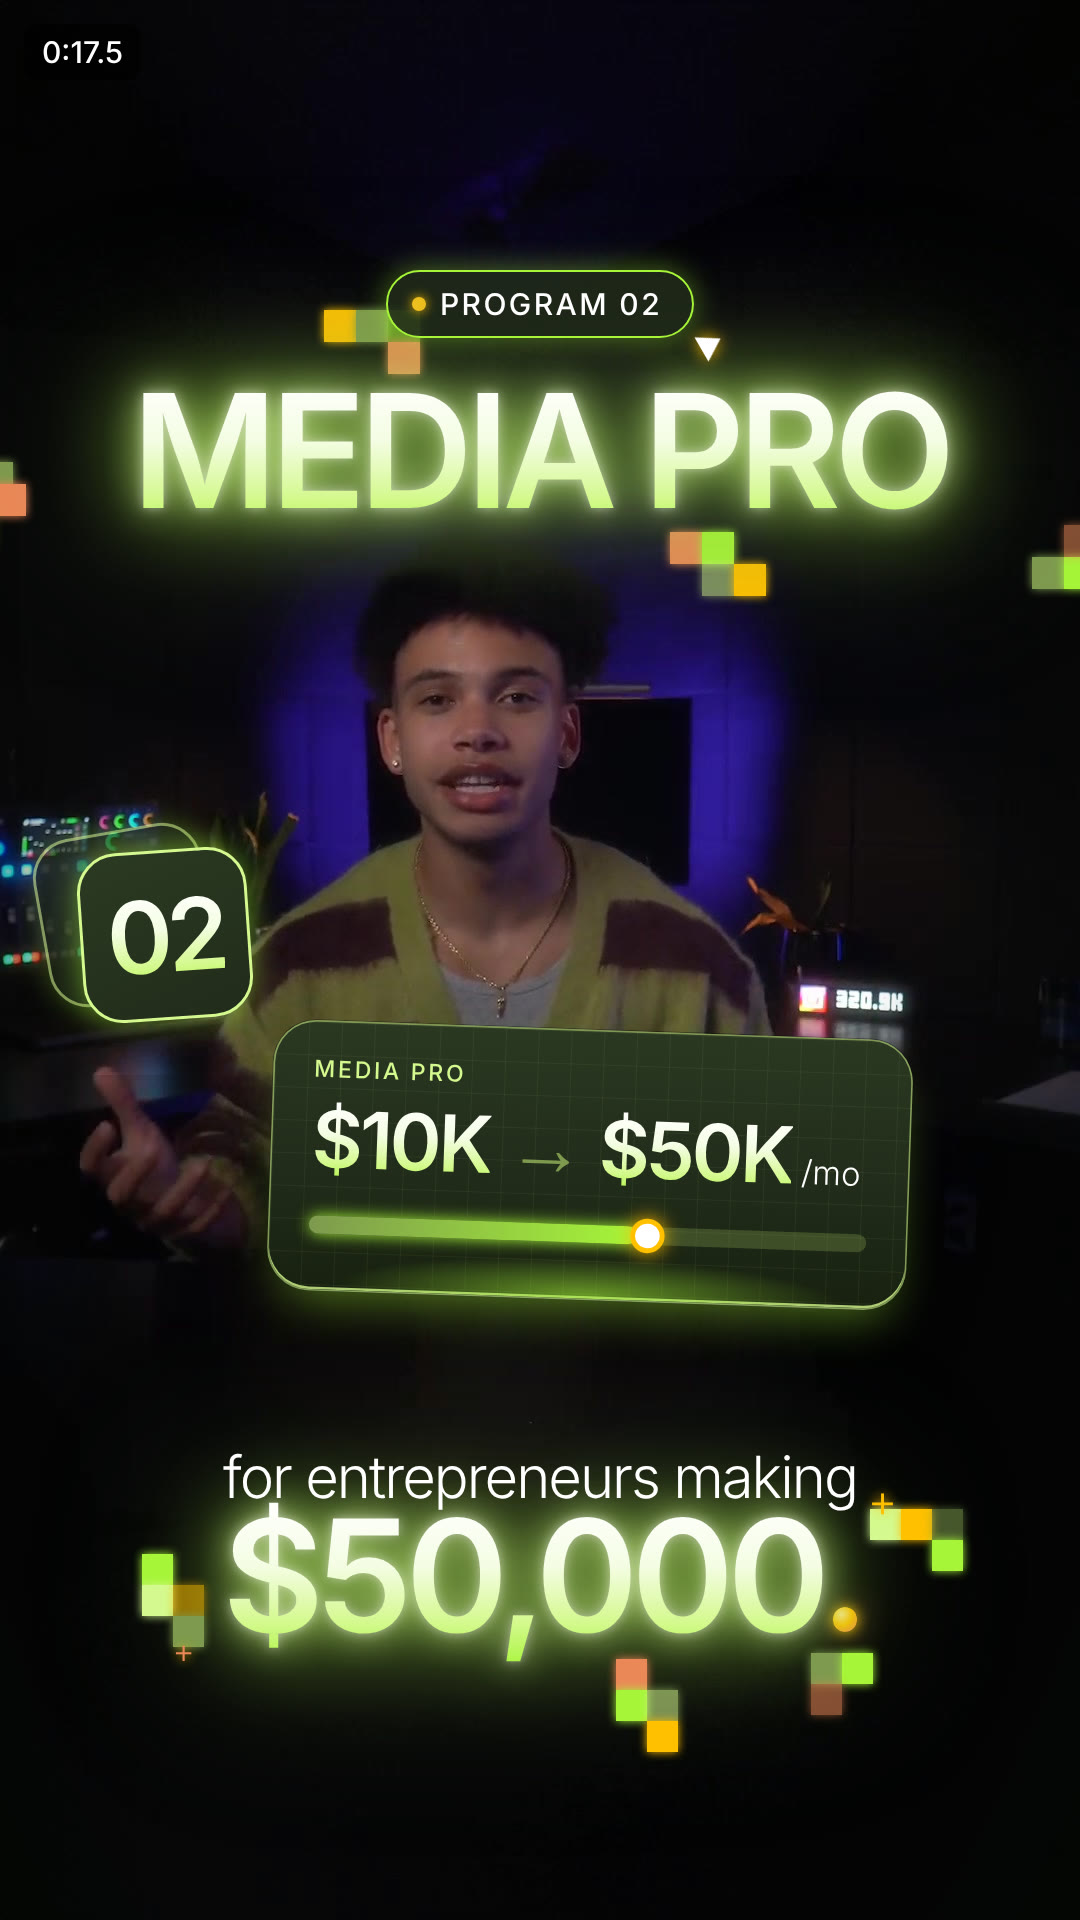 0:17.5
PROGRAM 02
MEDIA PRO
02
320.9K
MEDIA PRO
$10K → $50K /mo
for entrepreneurs making
$50,000.